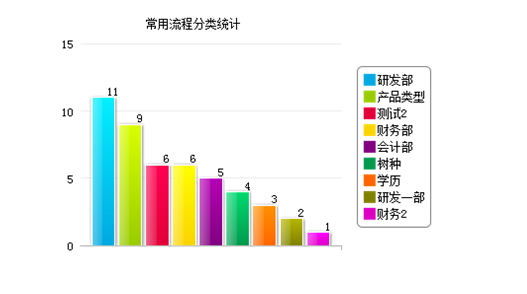 常用流程分类统计
15
10
5
0
11
9
6
6
5
4
3
2
1
研发部
产品类型
测试2
财务部
会计部
树种
学历
研发一部
财务2